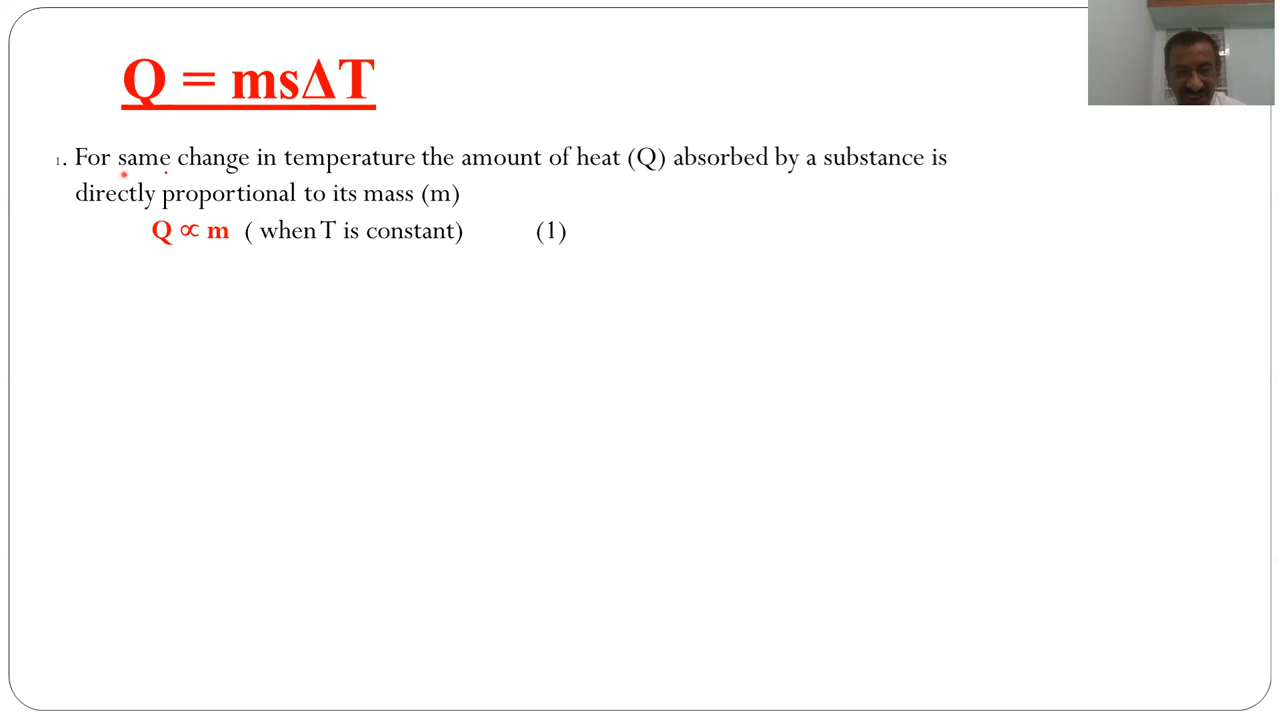 Q = msΔT
1. For same change in temperature the amount of heat (Q) absorbed by a substance is
directly proportional to its mass (m)
Q ∝ m ( when T is constant) (1)